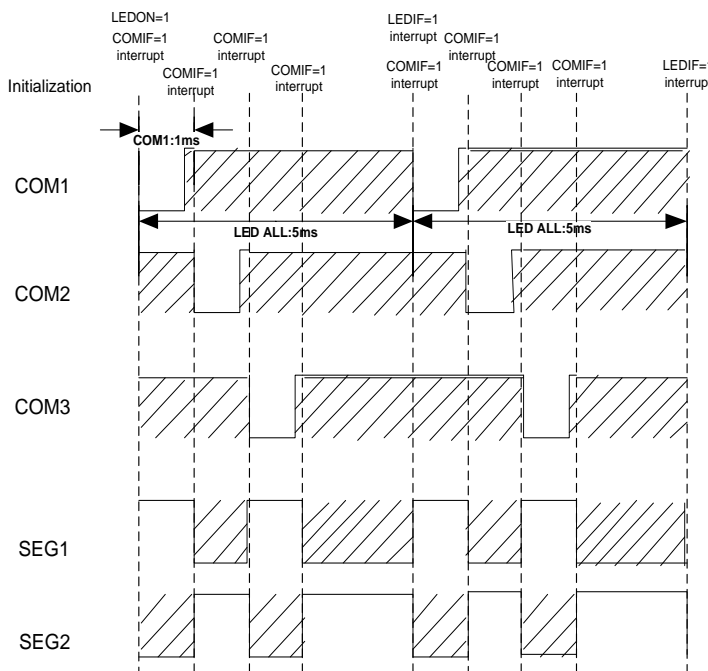 LEDON=1
COMIF=1
interrupt
COMIF=1
interrupt
COMIF=1
interrupt
COMIF=1
interrupt
LEDIF=1
interrupt
COMIF=1
interrupt
COMIF=1
interrupt
COMIF=1
interrupt
COMIF=1
interrupt
LEDIF=1
interrupt
Initialization
COM1:1ms
COM1
LED ALL:5ms
LED ALL:5ms
COM2
COM3
SEG1
SEG2